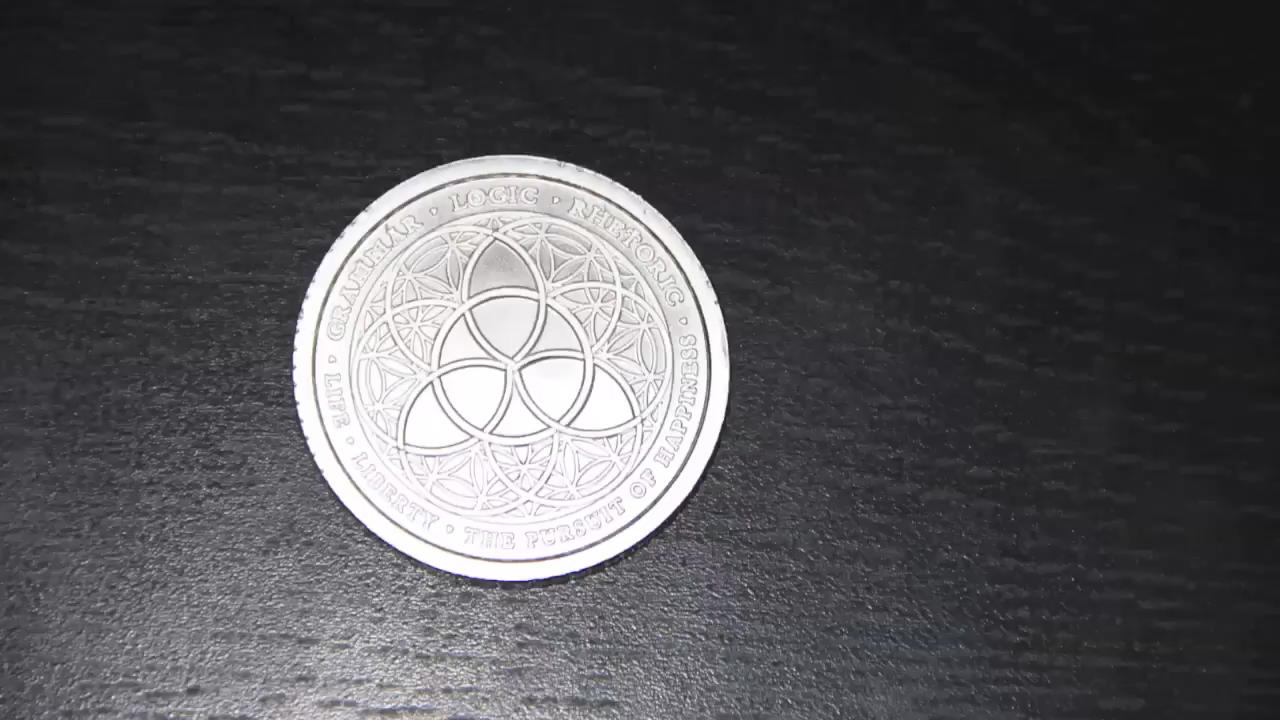 GRAMMAR · LOGIC · RHETORIC · LIFE · LIBERTY · THE PURSUIT OF HAPPINESS